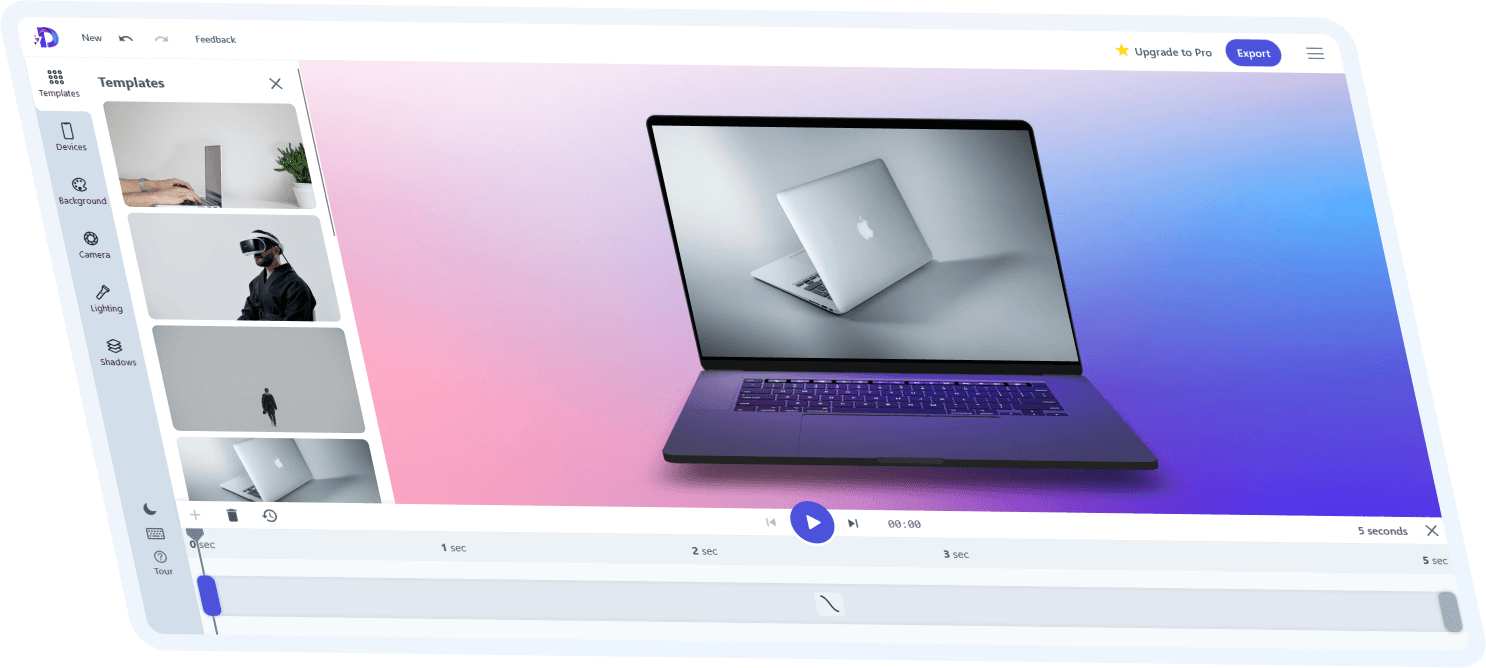 New
Feedback
Upgrade to Pro
Export
Templates
Templates
Devices
Background
Camera
Lighting
Shadows
Tour
00:00
5 seconds
0 sec
1 sec
2 sec
3 sec
5 sec